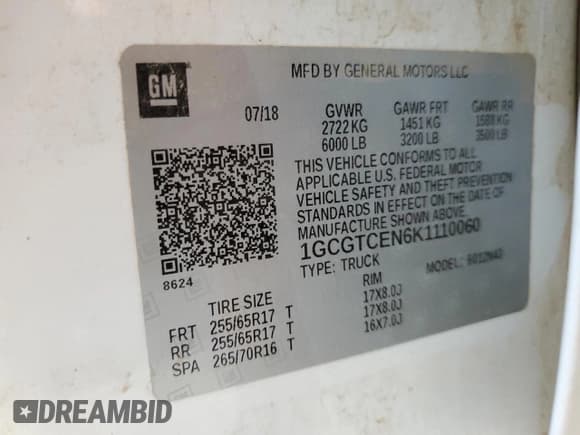 GM
MFD BY GENERAL MOTORS LLC
07/18
GVWR GAWR FRT GAWR RR
2722 KG 1451 KG 1588 KG
6000 LB 3200 LB 3500 LB
THIS VEHICLE CONFORMS TO ALL
APPLICABLE U.S. FEDERAL MOTOR
VEHICLE SAFETY AND THEFT PREVENTION
STANDARDS IN EFFECT ON THE DATE OF
MANUFACTURE SHOWN ABOVE.
1GCGTCEN6K1110060
TYPE: TRUCK MODEL:
8624
TIRE SIZE RIM
FRT 255/65R17 T 17X8.0J
RR 255/65R17 T 17X8.0J
SPA 265/70R16 T 16X7.0J
DREAMBID